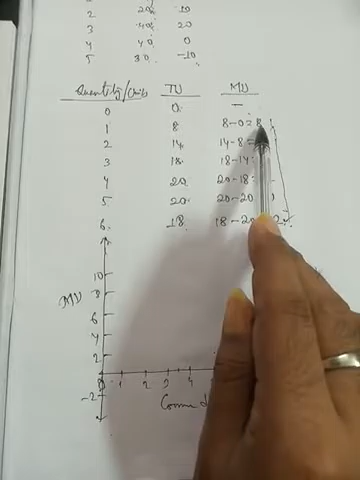 2 20 10
3 40 20
4 40 0
5 30 -10
Quantity/Units TU MU
0 0 —
1 8 8-0=8
2 14 14-8=
3 18 18-14=
4 20 20-18=
5 20 20-20
6 18 18-20 2
MU
10
8
6
4
2
0 1 2 3 4
-2